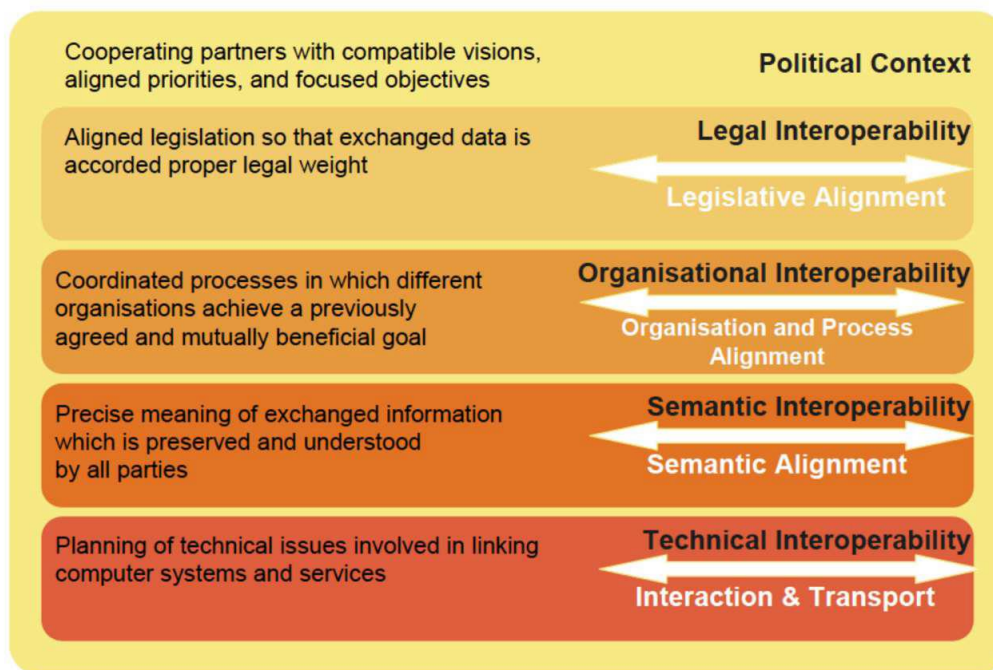 Cooperating partners with compatible visions,
aligned priorities, and focused objectives
Political Context
Aligned legislation so that exchanged data is
accorded proper legal weight
Legal Interoperability
Legislative Alignment
Coordinated processes in which different
organisations achieve a previously
agreed and mutually beneficial goal
Organisational Interoperability
Organisation and Process
Alignment
Precise meaning of exchanged information
which is preserved and understood
by all parties
Semantic Interoperability
Semantic Alignment
Planning of technical issues involved in linking
computer systems and services
Technical Interoperability
Interaction & Transport